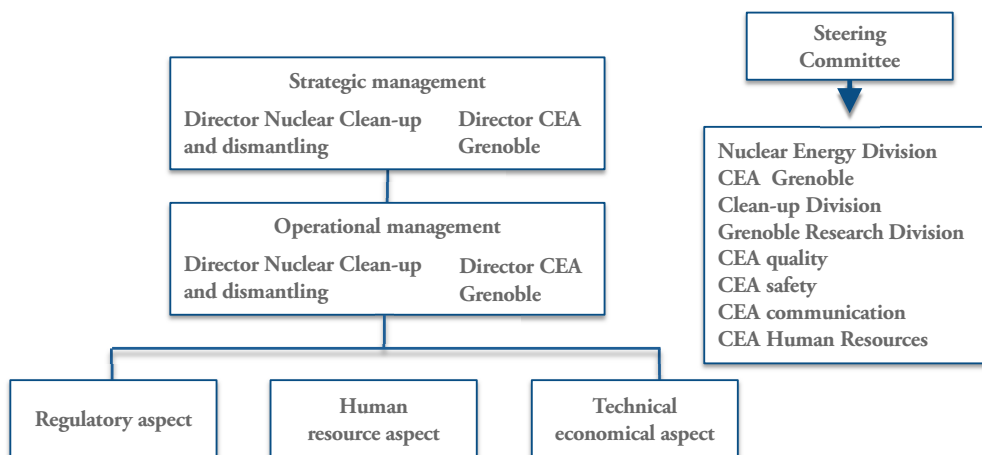 Steering
Committee
Strategic management
Director Nuclear Clean-up
and dismantling
Director CEA
Grenoble
Operational management
Director Nuclear Clean-up
and dismantling
Director CEA
Grenoble
Nuclear Energy Division
CEA Grenoble
Clean-up Division
Grenoble Research Division
CEA quality
CEA safety
CEA communication
CEA Human Resources
Regulatory aspect
Human
resource aspect
Technical
economical aspect